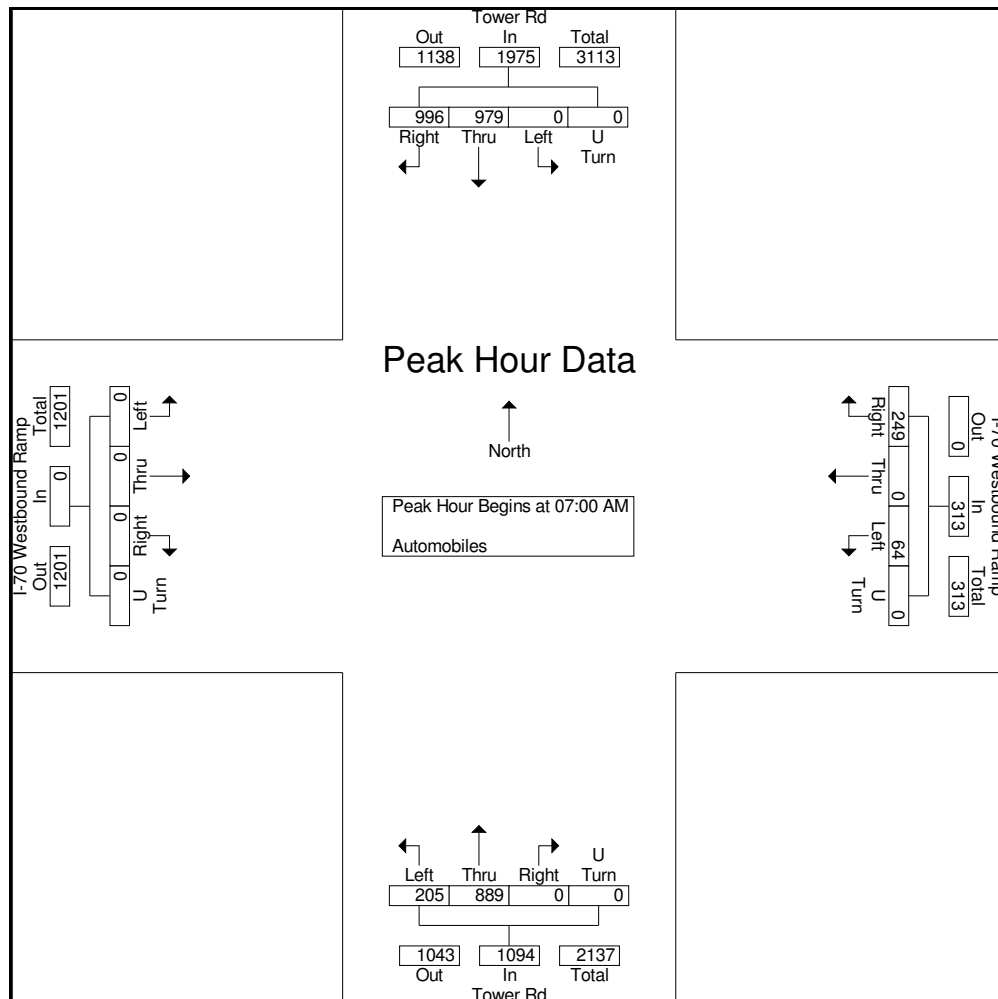 Tower Rd
Out In Total
1138 1975 3113
996 979 0 0
Right Thru Left U
Turn
Peak Hour Data
North
Peak Hour Begins at 07:00 AM
Automobiles
I-70 Westbound Ramp
Total In Out
1201 0 1201
0 0 0 0
Left Thru Right U
Turn
I-70 Westbound Ramp
Out In Total
0 313 313
249 0 64 0
Right Thru Left U
Turn
U
Left Thru Right Turn
205 889 0 0
1043 1094 2137
Out In Total
Tower Rd